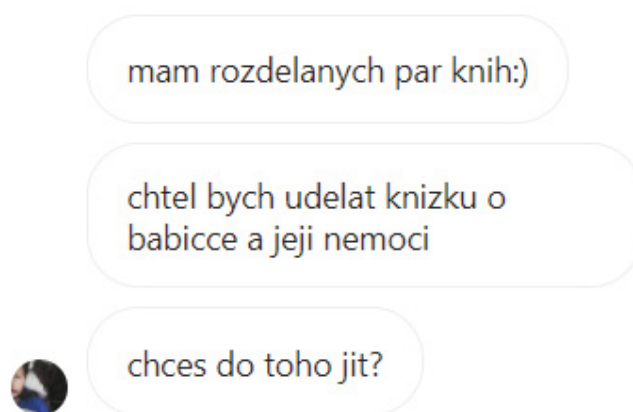 mam rozdelanych par knih:)
chtel bych udelat knizku o
babicce a jeji nemoci
chces do toho jit?